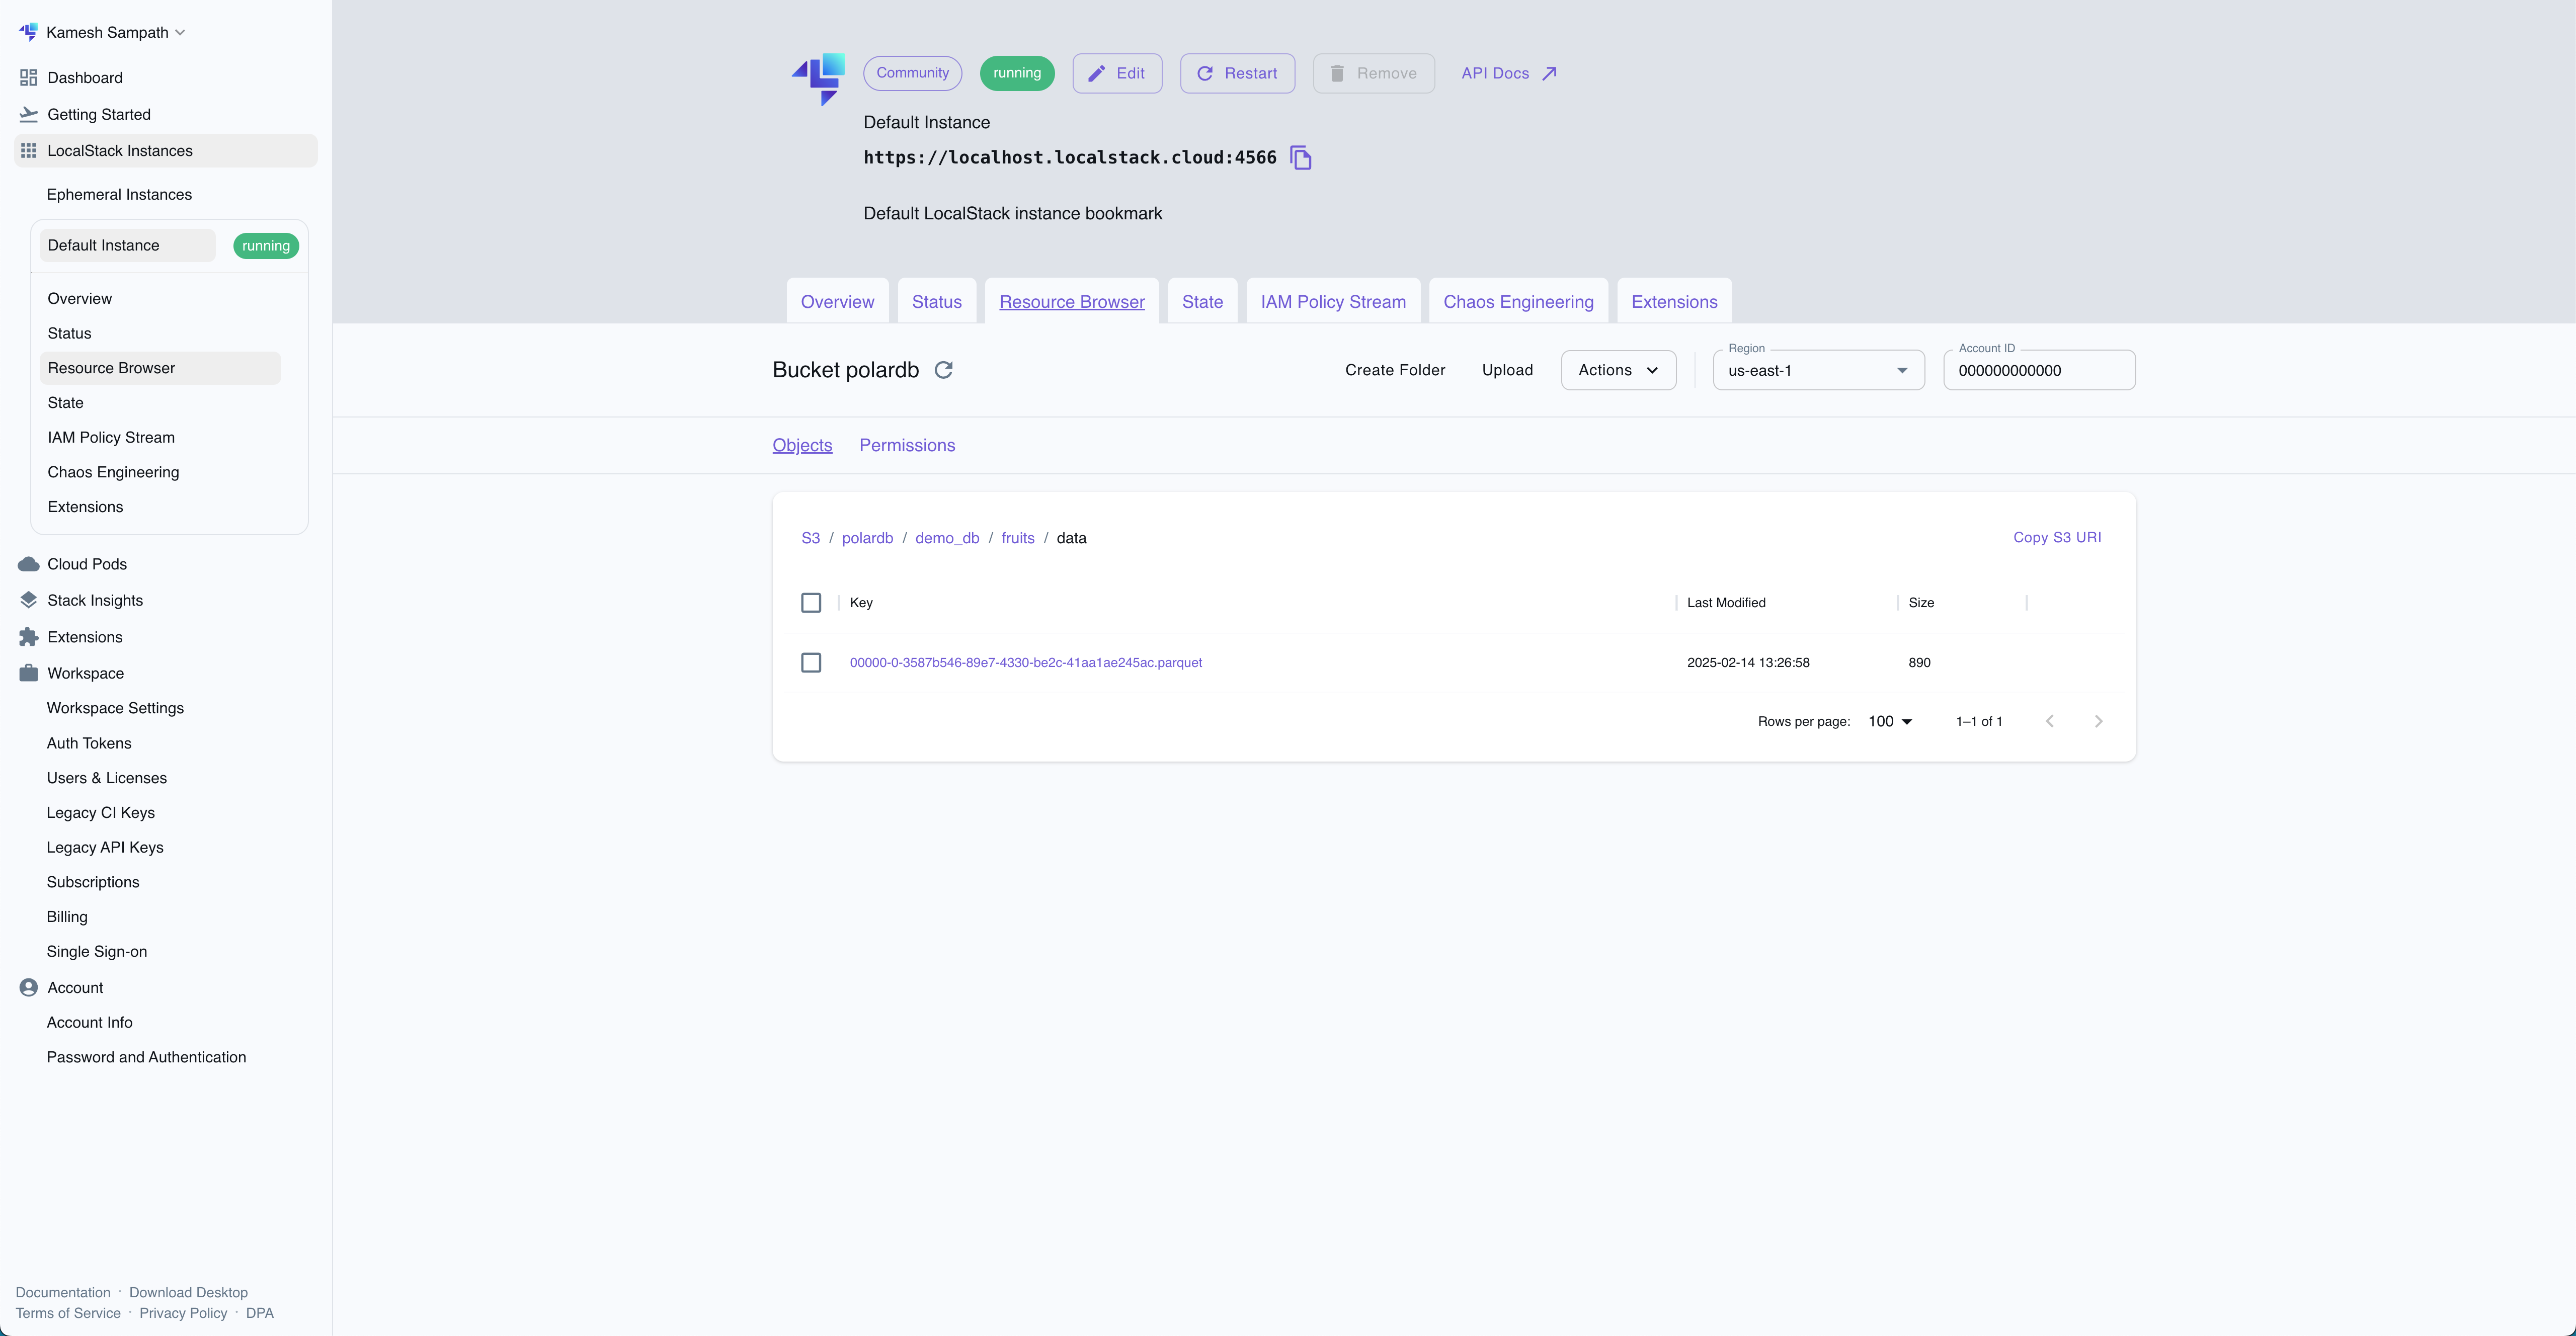 Kamesh Sampath
Dashboard
Getting Started
LocalStack Instances
Ephemeral Instances
Default Instance running
Overview
Status
Resource Browser
State
IAM Policy Stream
Chaos Engineering
Extensions
Cloud Pods
Stack Insights
Extensions
Workspace
Workspace Settings
Auth Tokens
Users & Licenses
Legacy CI Keys
Legacy API Keys
Subscriptions
Billing
Single Sign-on
Account
Account Info
Password and Authentication
Documentation · Download Desktop
Terms of Service · Privacy Policy · DPA
Community running Edit Restart Remove API Docs
Default Instance
https://localhost.localstack.cloud:4566
Default LocalStack instance bookmark
Overview Status Resource Browser State IAM Policy Stream Chaos Engineering Extensions
Region Account ID
Bucket polardb Create Folder Upload Actions us-east-1 000000000000
Objects Permissions
S3 / polardb / demo_db / fruits / data Copy S3 URI
Key Last Modified Size
00000-0-3587b546-89e7-4330-be2c-41aa1ae245ac.parquet 2025-02-14 13:26:58 890
Rows per page: 100 1–1 of 1